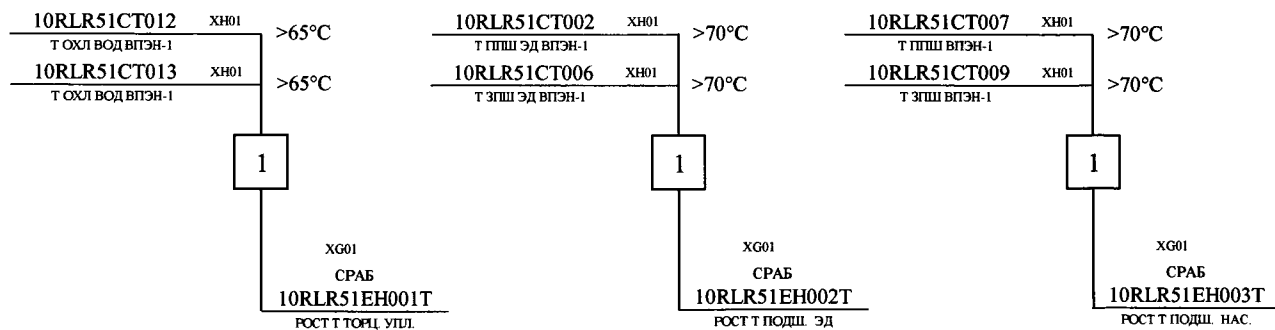 10RLR51CT012 XH01 >65°C
Т ОХЛ ВОД ВПЭН-1
10RLR51CT013 XH01 >65°C
Т ОХЛ ВОД ВПЭН-1
1
XG01
СРАБ
10RLR51EH001T
РОСТ Т ТОРЦ. УПЛ.
10RLR51CT002 XH01 >70°C
Т ППШ ЭД ВПЭН-1
10RLR51CT006 XH01 >70°C
Т ЗПШ ЭД ВПЭН-1
1
XG01
СРАБ
10RLR51EH002T
РОСТ Т ПОДШ. ЭД
10RLR51CT007 XH01 >70°C
Т ППШ ВПЭН-1
10RLR51CT009 XH01 >70°C
Т ЗПШ ВПЭН-1
1
XG01
СРАБ
10RLR51EH003T
РОСТ Т ПОДШ. НАС.